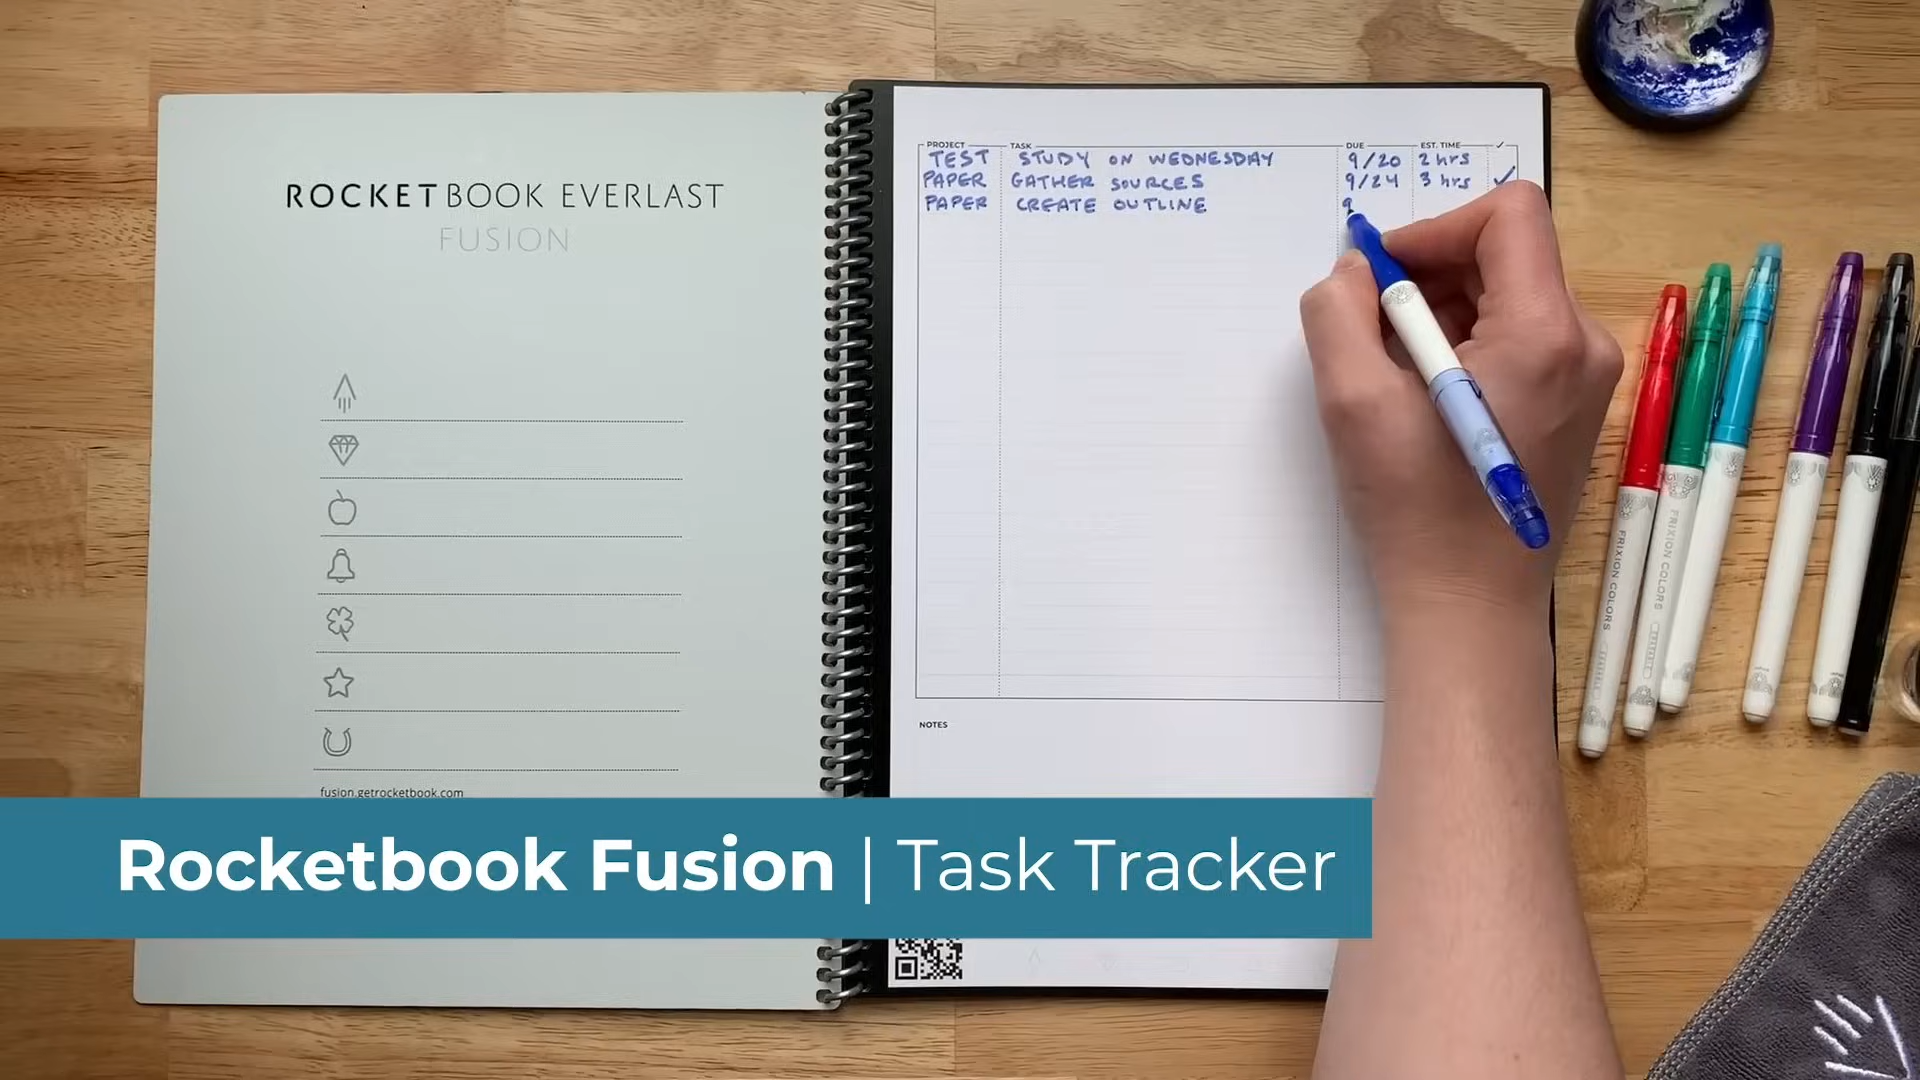 ROCKETBOOK EVERLAST
FUSION
fusion.getrocketbook.com
PROJECT TASK DUE EST. TIME ✓
TEST STUDY ON WEDNESDAY 9/20 2 hrs
PAPER GATHER SOURCES 9/24 3 hrs ✓
PAPER CREATE OUTLINE 9
NOTES
FRIXION COLORS
FRIXION COLORS
Rocketbook Fusion | Task Tracker